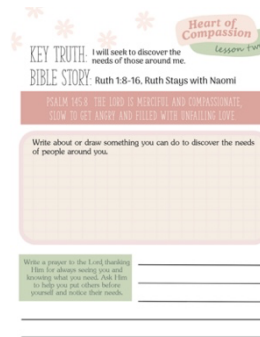 Heart of
Compassion
lesson two
KEY TRUTH: I will seek to discover the
needs of those around me.
BIBLE STORY: Ruth 1:8-16, Ruth Stays with Naomi
PSALM 145:8 THE LORD IS MERCIFUL AND COMPASSIONATE,
SLOW TO GET ANGRY AND FILLED WITH UNFAILING LOVE
Write about or draw something you can do to discover the needs
of people around you.
Write a prayer to the Lord, thanking
Him for always seeing you and
knowing what you need. Ask Him
to help you put others before
yourself and notice their needs.